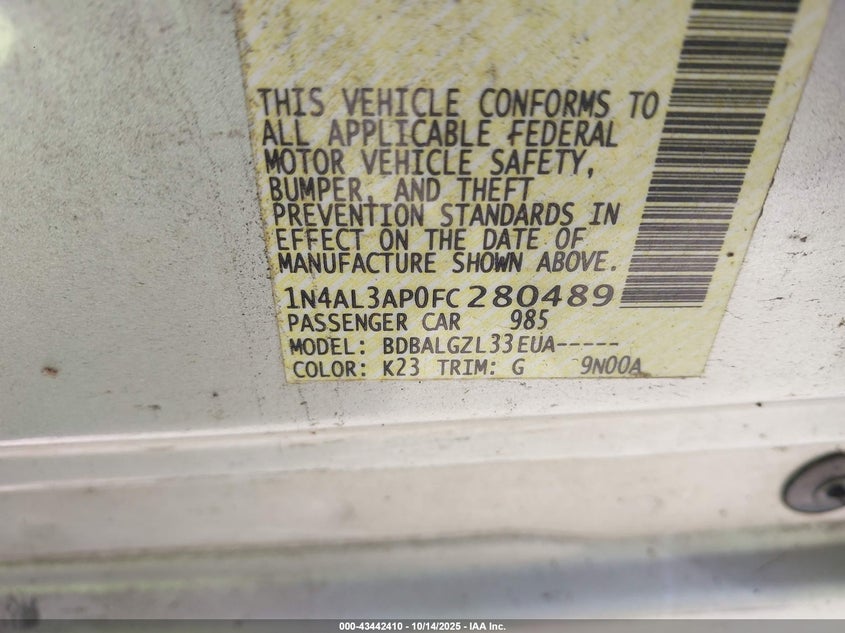 THIS VEHICLE CONFORMS TO
ALL APPLICABLE FEDERAL
MOTOR VEHICLE SAFETY,
BUMPER, AND THEFT
PREVENTION STANDARDS IN
EFFECT ON THE DATE OF
MANUFACTURE SHOWN ABOVE.
1N4AL3AP0FC280489
PASSENGER CAR 985
MODEL: BDBALGZL33EUA-----
COLOR: K23 TRIM: G 9N00A
000-43442410 - 10/14/2025 - IAA Inc.